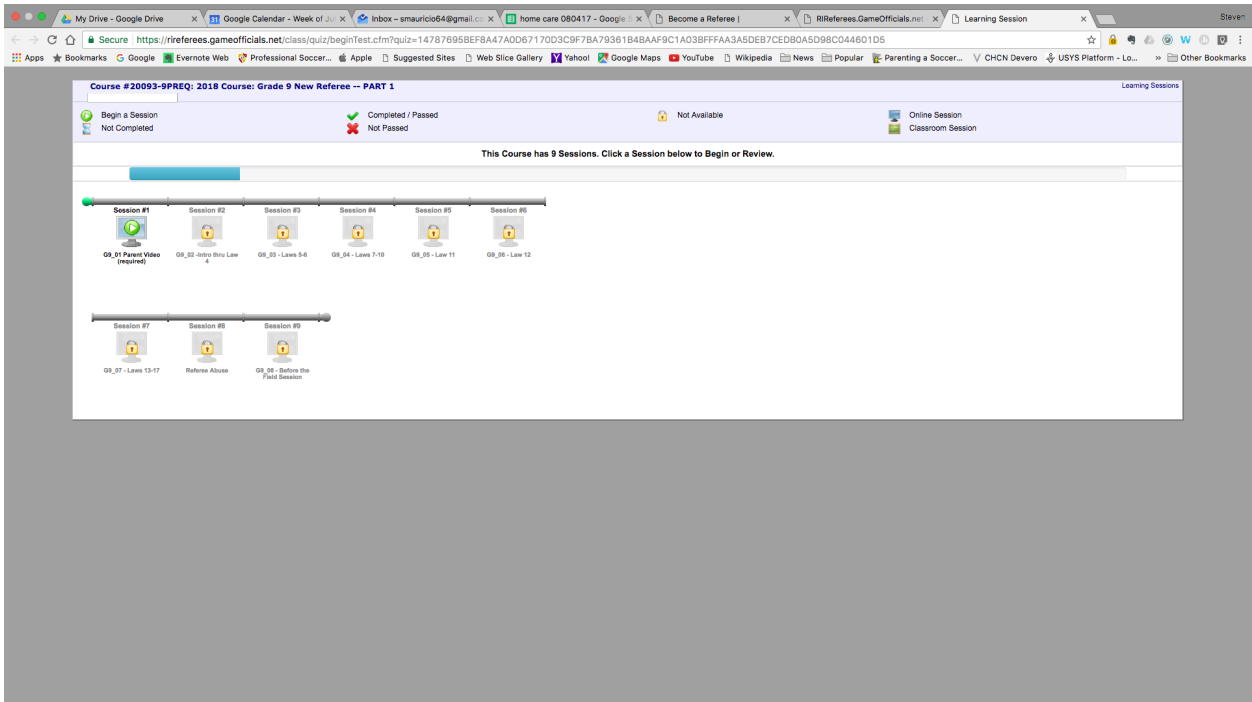 My Drive - Google Drive
31 Google Calendar - Week of Ju
Inbox – smauricio64@gmail.co
home care 080417 - Google S
Become a Referee |
RIReferees.GameOfficials.net
Learning Session
Steven
Secure https://rireferees.gameofficials.net/class/quiz/beginTest.cfm?quiz=14787695BEF8A47A0D67170D3C9F7BA79361B4BAAF9C1A03BFFFAA3A5DEB7CEDB0A5D98C044601D5
Apps Bookmarks Google Evernote Web Professional Soccer... Apple Suggested Sites Web Slice Gallery Yahoo! Google Maps YouTube Wikipedia News Popular Parenting a Soccer... CHCN Devero USYS Platform - Lo... » Other Bookmarks
Course #20093-9PREQ: 2018 Course: Grade 9 New Referee -- PART 1
Learning Sessions
Begin a Session
Completed / Passed
Not Available
Online Session
Not Completed
Not Passed
Classroom Session
This Course has 9 Sessions. Click a Session below to Begin or Review.
Session #1
Session #2
Session #3
Session #4
Session #5
Session #6
G9_01 Parent Video
(required)
G9_02 -Intro thru Law
4
G9_03 - Laws 5-6
G9_04 - Laws 7-10
G9_05 - Law 11
G9_06 - Law 12
Session #7
Session #8
Session #9
G9_07 - Laws 13-17
Referee Abuse
G9_08 - Before the
Field Session